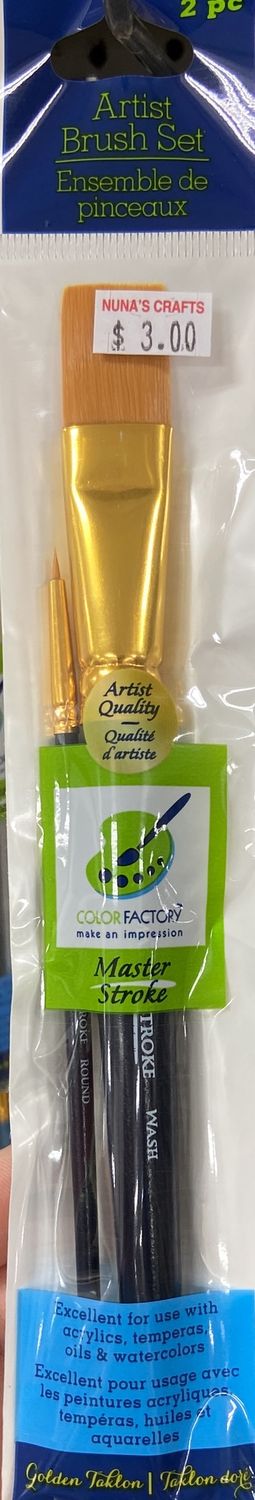 2 pc
Artist
Brush Set
Ensemble de
pinceaux
NUNA'S CRAFTS
$ 3.00
Artist
Quality
Qualité
d'artiste
COLOR FACTORY
make an impression
Master
Stroke
ROUND
WASH
Excellent for use with
acrylics, temperas,
oils & watercolors
Excellent pour usage avec
les peintures acryliques,
tempéras, huiles et
aquarelles
Golden Taklon | Taklon doré